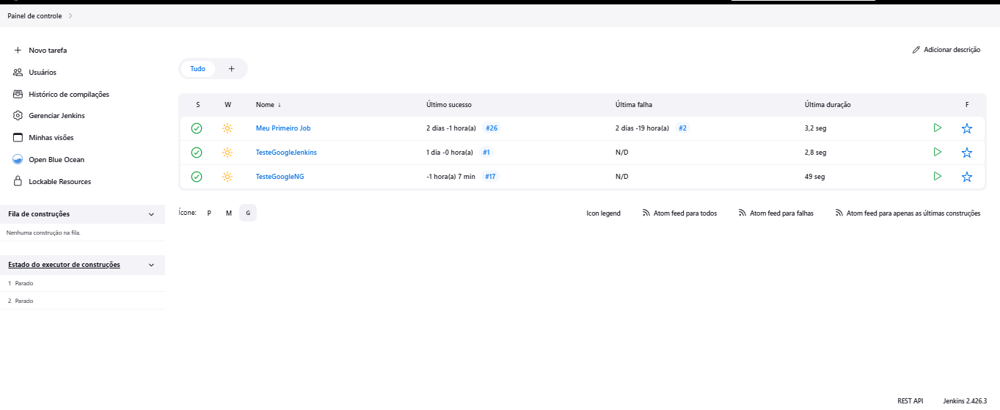 Painel de controle
Novo tarefa
Usuários
Histórico de compilações
Gerenciar Jenkins
Minhas visões
Open Blue Ocean
Lockable Resources
Fila de construções
Nenhuma construção na fila.
Estado do executor de construções
1 Parado
2 Parado
Adicionar descrição
Tudo +
S W Nome ↓ Último sucesso Última falha Última duração F
Meu Primeiro Job 2 dias -1 hora(a) #26 2 dias -19 hora(a) #2 3,2 seg
TesteGoogleJenkins 1 dia -0 hora(a) #1 N/D 2,8 seg
TesteGoogleNG -1 hora(a) 7 min #17 N/D 49 seg
Ícone: P M G Icon legend Atom feed para todos Atom feed para falhas Atom feed para apenas as últimas construções
REST API Jenkins 2.426.3